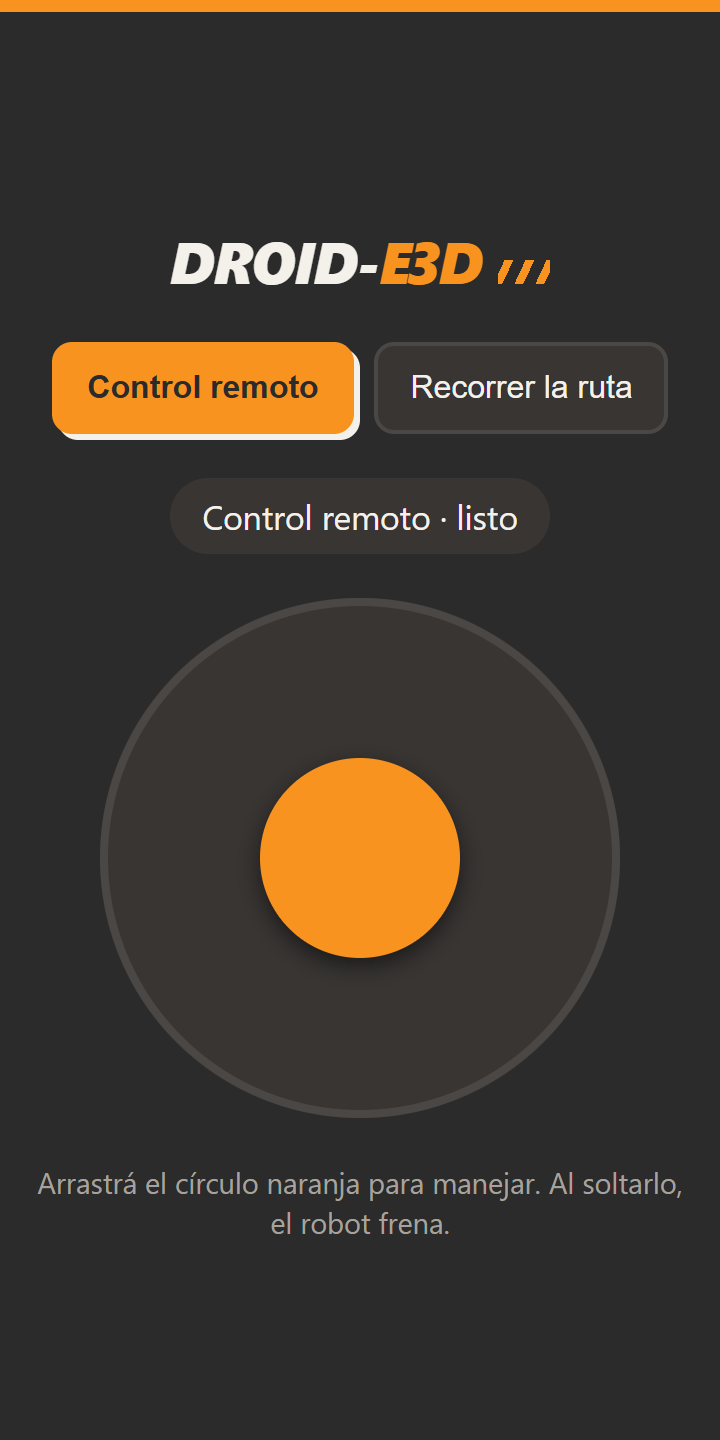 DROID-E3D
Control remoto
Recorrer la ruta
Control remoto · listo
Arrastrá el círculo naranja para manejar. Al soltarlo,
el robot frena.